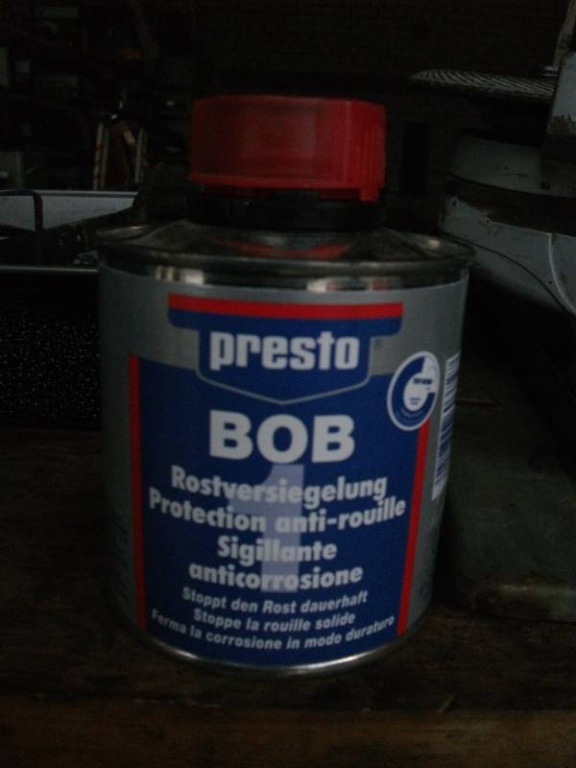 presto
BOB
1
Rostversiegelung
Protection anti-rouille
Sigillante
anticorrosione
Stoppt den Rost dauerhaft
Stoppe la rouille solide
Ferma la corrosione in modo duraturo